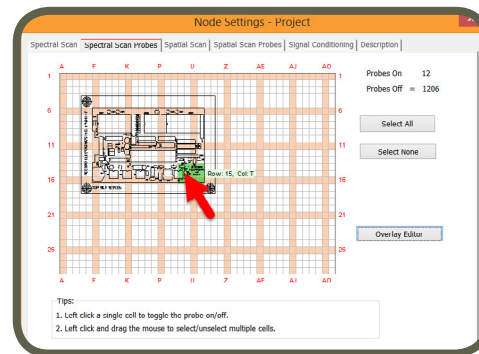 Node Settings - Project
Spectral Scan Spectral Scan Probes Spatial Scan Spatial Scan Probes Signal Conditioning Description
A F K P U Z AE AJ AO
1 1
Probes On 12
Probes Off = 1206
6 6
Select All
11 11
Select None
Row: 15, Col: T
16 16
21 21
Overlay Editor
26 26
A F K P U Z AE AJ AO
Tips:
1. Left click a single cell to toggle the probe on/off.
2. Left click and drag the mouse to select/unselect multiple cells.